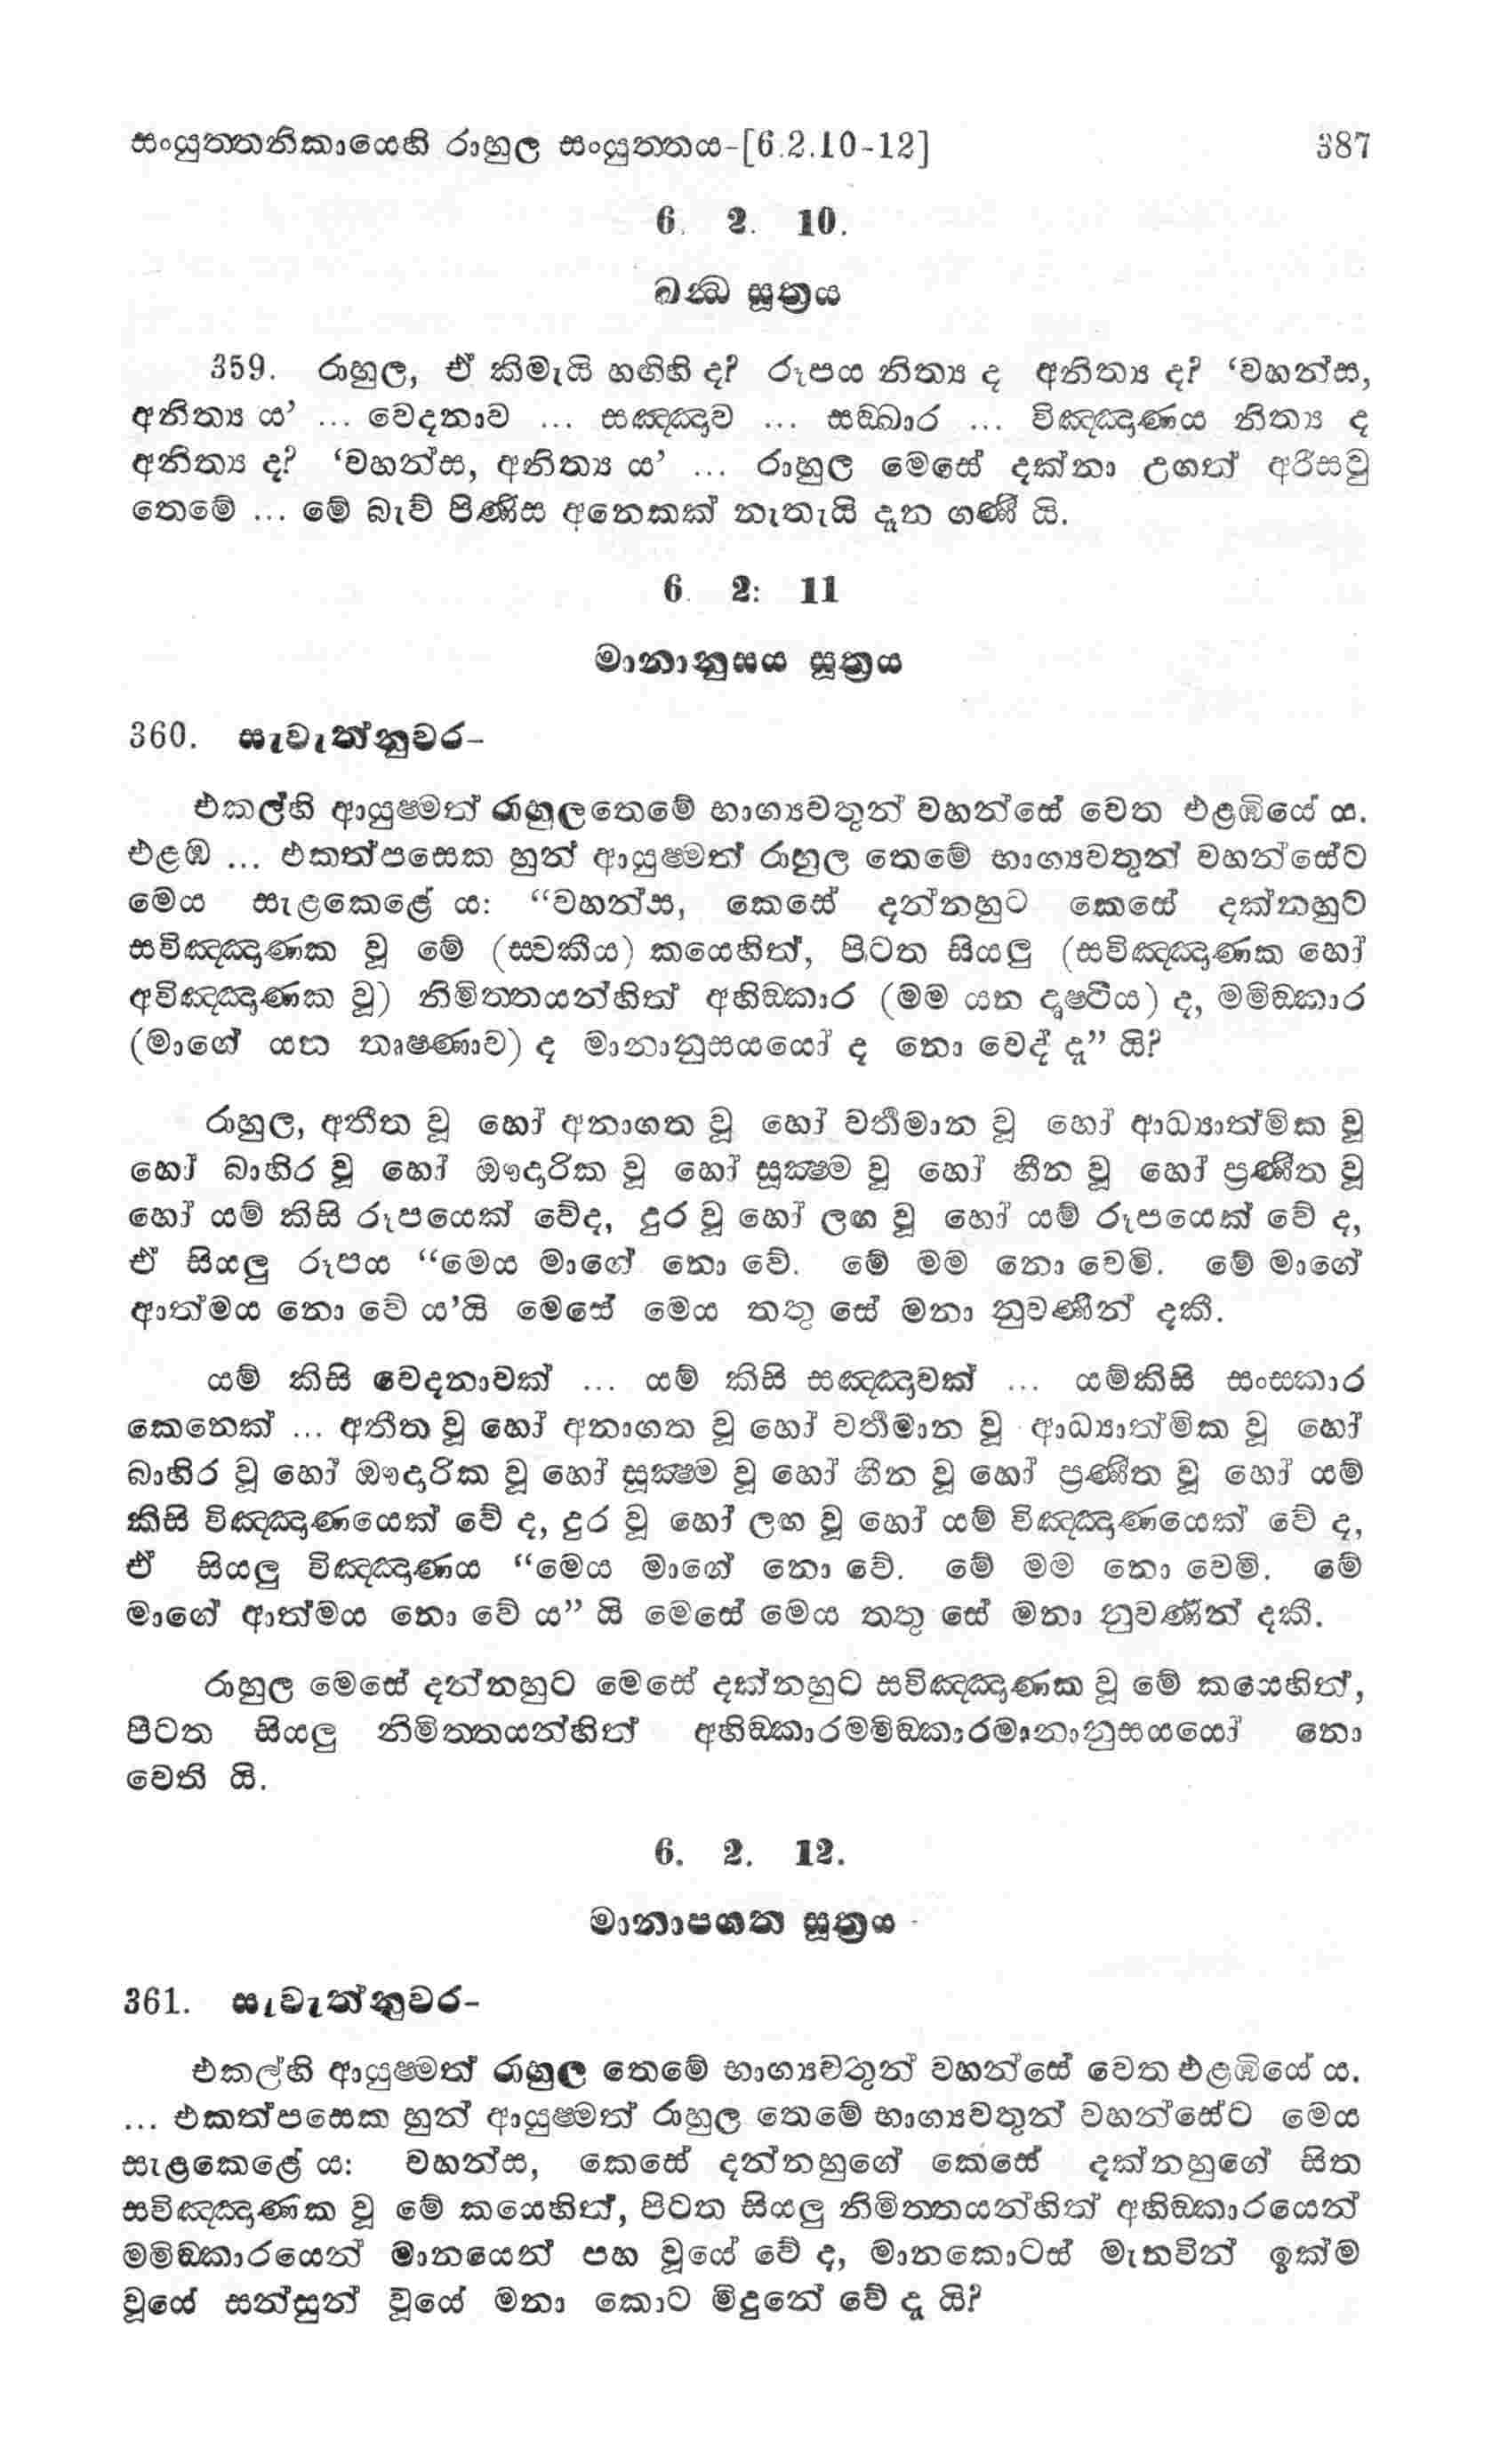 සංයුත්තනිකායෙහි රාහුල සංයුත්තය-[6.2.10-12] 387
6. 2. 10.
ඛන්ධ සූත්‍රය
359. රාහුල, ඒ කිමැයි හඟිහි ද? රූපය නිත්‍ය ද අනිත්‍ය ද? ‘වහන්ස,
අනිත්‍ය ය’ ... වෙදනාව ... සඤ්ඤාව ... සඞ්ඛාර ... විඤ්ඤාණය නිත්‍ය ද
අනිත්‍ය ද? ‘වහන්ස, අනිත්‍ය ය’ ... රාහුල මෙසේ දක්නා උගත් අරිසවු
තෙමේ ... මේ බැව් පිණිස අනෙකක් නැතැයි දැන ගණී යි.
6. 2: 11
මානානුසය සූත්‍රය
360. සැවැත්නුවර-
එකල්හි ආයුෂ්මත් රාහුලතෙමේ භාග්‍යවතුන් වහන්සේ වෙත එළඹියේ ය.
එළඹ ... එකත්පසෙක හුන් ආයුෂ්මත් රාහුල තෙමේ භාග්‍යවතුන් වහන්සේට
මෙය සැළකෙළේ ය: “වහන්ස, කෙසේ දන්නහුට කෙසේ දක්නහුට
සවිඤ්ඤාණක වූ මේ (ස්වකීය) කයෙහිත්, පිටත සියලු (සවිඤ්ඤාණක හෝ
අවිඤ්ඤාණක වූ) නිමිත්තයන්හිත් අහිඞ්කාර (මම යන දෘෂ්ටිය) ද, මමිඞ්කාර
(මාගේ යන තෘෂ්ණාව) ද මානානුසයයෝ ද නො වෙද් දැ” යි?
රාහුල, අතීත වූ හෝ අනාගත වූ හෝ වර්තමාන වූ හෝ ආධ්‍යාත්මික වූ
හෝ බාහිර වූ හෝ ඖදාරික වූ හෝ සූක්‍ෂ්ම වූ හෝ හීන වූ හෝ ප්‍රණීත වූ
හෝ යම් කිසි රූපයෙක් වේද, දුර වූ හෝ ලඟ වූ හෝ යම් රූපයෙක් වේ ද,
ඒ සියලු රූපය “මෙය මාගේ නො වේ. මේ මම නො වෙමි. මේ මාගේ
ආත්මය නො වේ ය’යි මෙසේ මෙය තතු සේ මනා නුවණින් දකී.
යම් කිසි වෙදනාවක් ... යම් කිසි සඤ්ඤාවක් ... යම්කිසි සංස්කාර
කෙනෙක් ... අතීත වූ හෝ අනාගත වූ හෝ වර්තමාන වූ ආධ්‍යාත්මික වූ හෝ
බාහිර වූ හෝ ඖදාරික වූ හෝ සූක්‍ෂ්ම වූ හෝ හීන වූ හෝ ප්‍රණීත වූ හෝ යම්
කිසි විඤ්ඤාණයෙක් වේ ද, දුර වූ හෝ ලඟ වූ හෝ යම් විඤ්ඤාණයෙක් වේ ද,
ඒ සියලු විඤ්ඤාණය “මෙය මාගේ නො වේ. මේ මම නො වෙමි. මේ
මාගේ ආත්මය නො වේ ය” යි මෙසේ මෙය තතු සේ මනා නුවණින් දකී.
රාහුල මෙසේ දන්නහුට මෙසේ දක්නහුට සවිඤ්ඤාණක වූ මේ කයෙහිත්,
පිටත සියලු නිමිත්තයන්හිත් අහිඞ්කාරමමිඞ්කාරමානානුසයයෝ නො
වෙති යි.
6. 2. 12.
මානාපගත සූත්‍රය
361. සැවැත්නුවර-
එකල්හි ආයුෂ්මත් රාහුල තෙමේ භාග්‍යවතුන් වහන්සේ වෙත එළඹියේ ය.
... එකත්පසෙක හුන් ආයුෂ්මත් රාහුල තෙමේ භාග්‍යවතුන් වහන්සේට මෙය
සැළකෙළේ ය: වහන්ස, කෙසේ දන්නහුගේ කෙසේ දක්නහුගේ සිත
සවිඤ්ඤාණක වූ මේ කයෙහිත්, පිටත සියලු නිමිත්තයන්හිත් අහිඞ්කාරයෙන්
මමිඞ්කාරයෙන් මානයෙන් පහ වූයේ වේ ද, මානකොටස් මැනවින් ඉක්ම
වූයේ සන්සුන් වූයේ මනා කොට මිදුනේ වේ දැ යි?